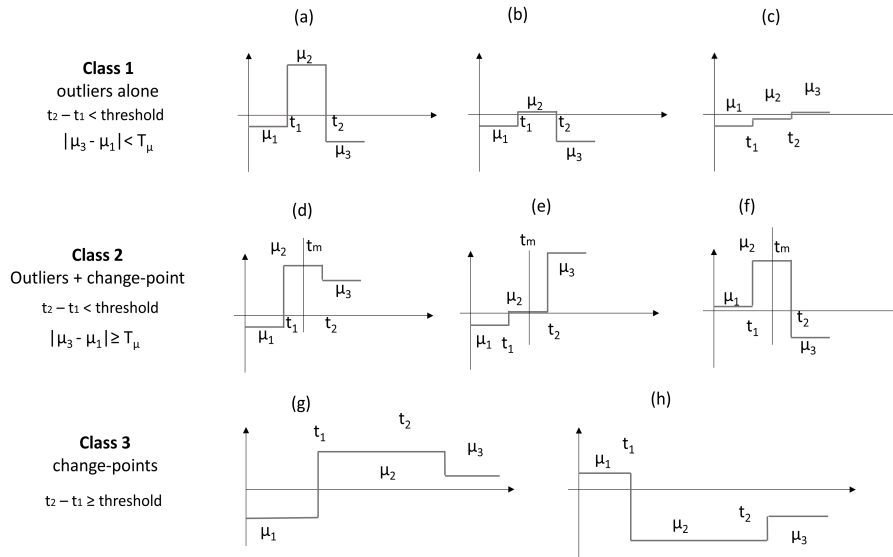 (a)
(b)
(c)
Class 1
outliers alone
t₂ – t₁ < threshold
|μ₃ - μ₁| < Tμ
μ₂
μ₁
t₁
t₂
μ₃
μ₂
μ₁
t₁
t₂
μ₃
μ₁
μ₂
μ₃
t₁
t₂
(d)
(e)
(f)
Class 2
Outliers + change-point
t₂ – t₁ < threshold
|μ₃ - μ₁| ≥ Tμ
μ₂
tm
μ₃
μ₁
t₁
t₂
μ₂
tm
μ₃
μ₁
t₁
t₂
μ₂
tm
μ₁
t₁
t₂
μ₃
(g)
(h)
Class 3
change-points
t₂ – t₁ ≥ threshold
t₁
t₂
μ₃
μ₂
μ₁
t₁
μ₁
μ₂
t₂
μ₃